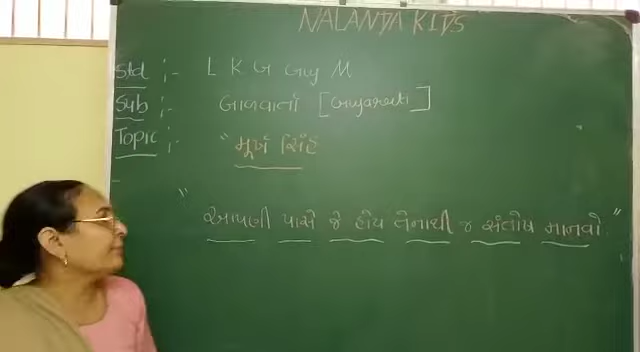 NALANDA KIDS
Std :- L K G Guj M
Sub :- બાળવાર્તા [Gujarati]
Topic :- "મૂર્ખ સિંહ
"આપણી પાસે જે હોય તેનાથી જ સંતોષ માનવો."